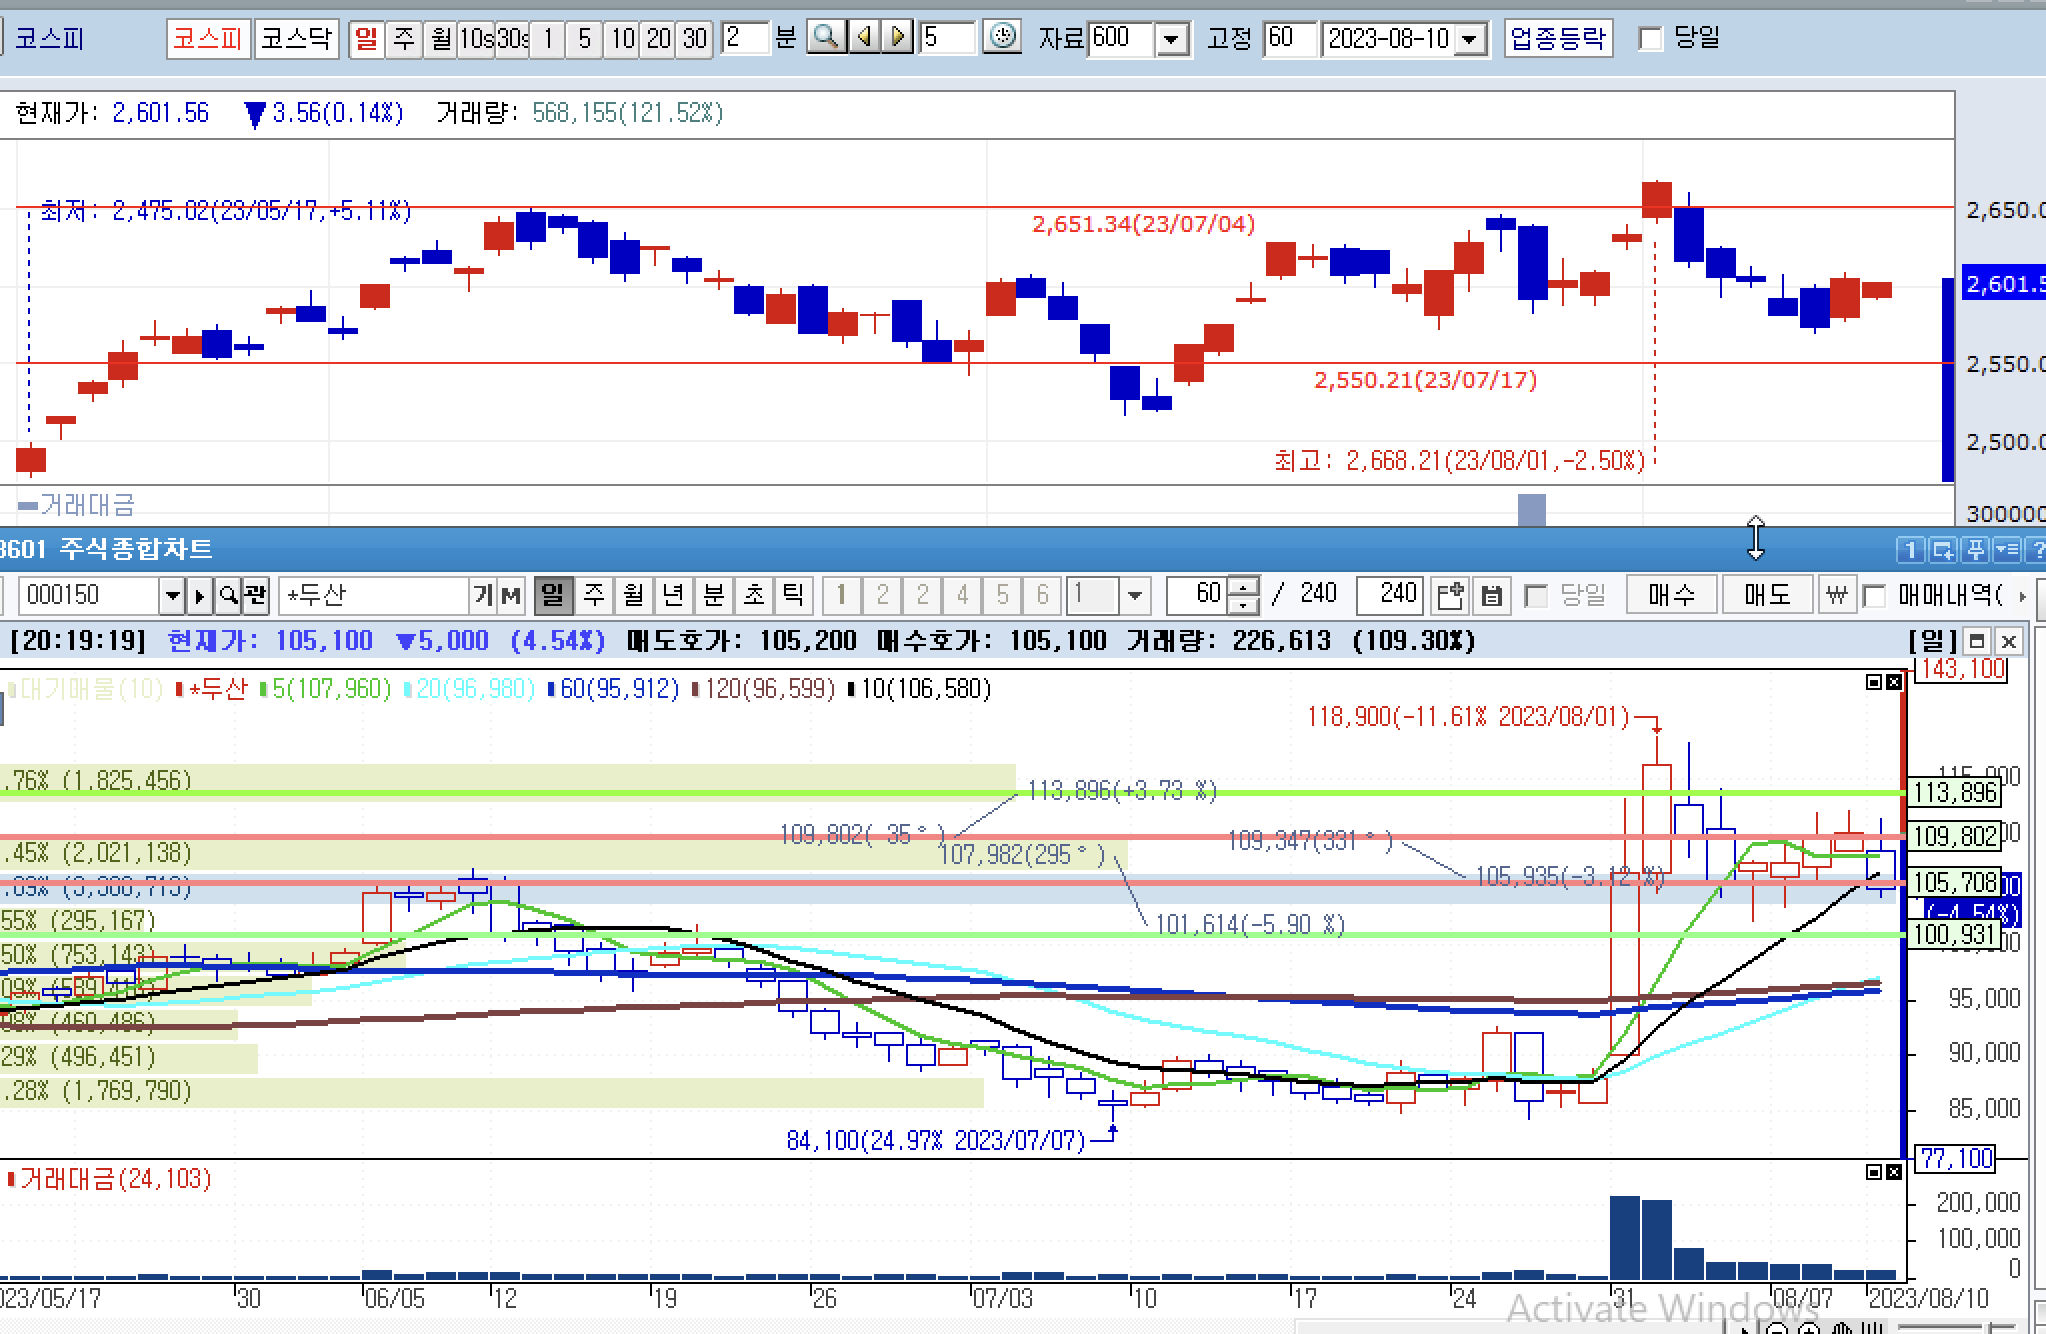 코스피 코스피 코스닥 일 주 월 10s 30s 1 5 10 20 30 2 분 5 자료 600 고정 60 2023-08-10 업종등락 당일
현재가: 2,601.56 ▼3.56(0.14%) 거래량: 568,155(121.52%)
최저: 2,475.02(23/05/17,+5.11%)
2,651.34(23/07/04)
2,650.0
2,601.5
2,550.0
2,550.21(23/07/17)
2,500.0
최고: 2,668.21(23/08/01,-2.50%)
거래대금
300000
3601 주식종합차트 1
000150 관 *두산 기 M 일 주 월 년 분 초 틱 1 2 2 4 5 6 1 60 / 240 240 당일 매수 매도 ₩ 매매내역(
[20:19:19] 현재가: 105,100 ▼5,000 (4.54%) 매도호가: 105,200 매수호가: 105,100 거래량: 226,613 (109.30%) [일]
143,100
대기매물(10) *두산 5(107,960) 20(96,980) 60(95,912) 120(96,599) 10(106,580)
118,900(-11.61% 2023/08/01)
.76% (1,825,456)
113,896(+3.73 %)
115,000
113,896
109,802( 35° )
109,347(331° )
109,802
.45% (2,021,138)
107,982(295° )
105,935(-3.12 %)
105,708
(-4.54%)
55% (295,167)
101,614(-5.90 %)
100,931
50% (753,143)
95,000
(460,486)
29% (496,451)
90,000
.28% (1,769,790)
85,000
84,100(24.97% 2023/07/07)
77,100
거래대금(24,103)
200,000
100,000
0
023/05/17 30 06/05 12 19 26 07/03 10 17 24 31 08/07 2023/08/10
Activate Windows